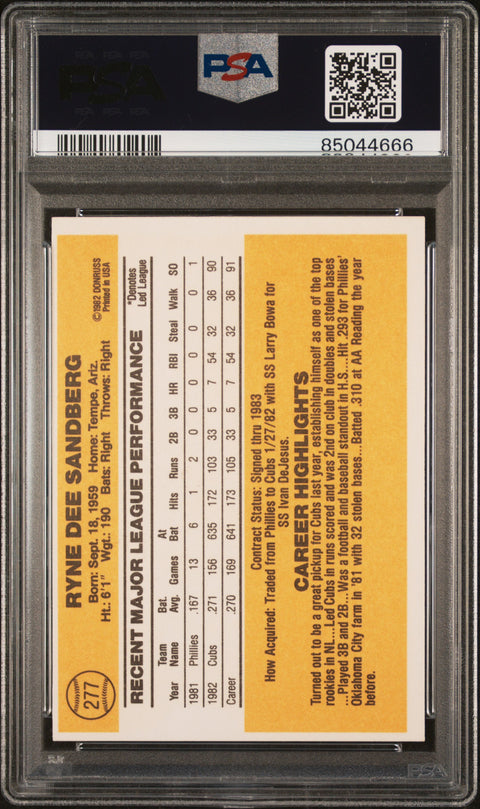 PSA
PSA
85044666
277
RYNE DEE SANDBERG
Born: Sept. 18, 1959 Home: Tempe, Ariz.
Ht.: 6'1" Wgt.: 190 Bats: Right Throws: Right
©1982 DONRUSS
Printed in USA
RECENT MAJOR LEAGUE PERFORMANCE
*Denotes
Led League
Year Team Name Bat. Avg. Games At Bat Hits Runs 2B 3B HR RBI Steal Walk SO
1981 Phillies .167 13 6 1 2 0 0 0 0 0 0 1
1982 Cubs .271 156 635 172 103 33 5 7 54 32 36 90
Career .270 169 641 173 105 33 5 7 54 32 36 91
Contract Status: Signed thru 1983
How Acquired: Traded from Phillies to Cubs 1/27/82 with SS Larry Bowa for
SS Ivan DeJesus.
CAREER HIGHLIGHTS
Turned out to be a great pickup for Cubs last year, establishing himself as one of the top
rookies in NL...Led Cubs in runs scored and was 2nd on club in doubles and stolen bases
...Played 3B and 2B...Was a football and baseball standout in H.S....Hit .293 for Phillies'
Oklahoma City farm in '81 with 32 stolen bases...Batted .310 at AA Reading the year
before.
PSA